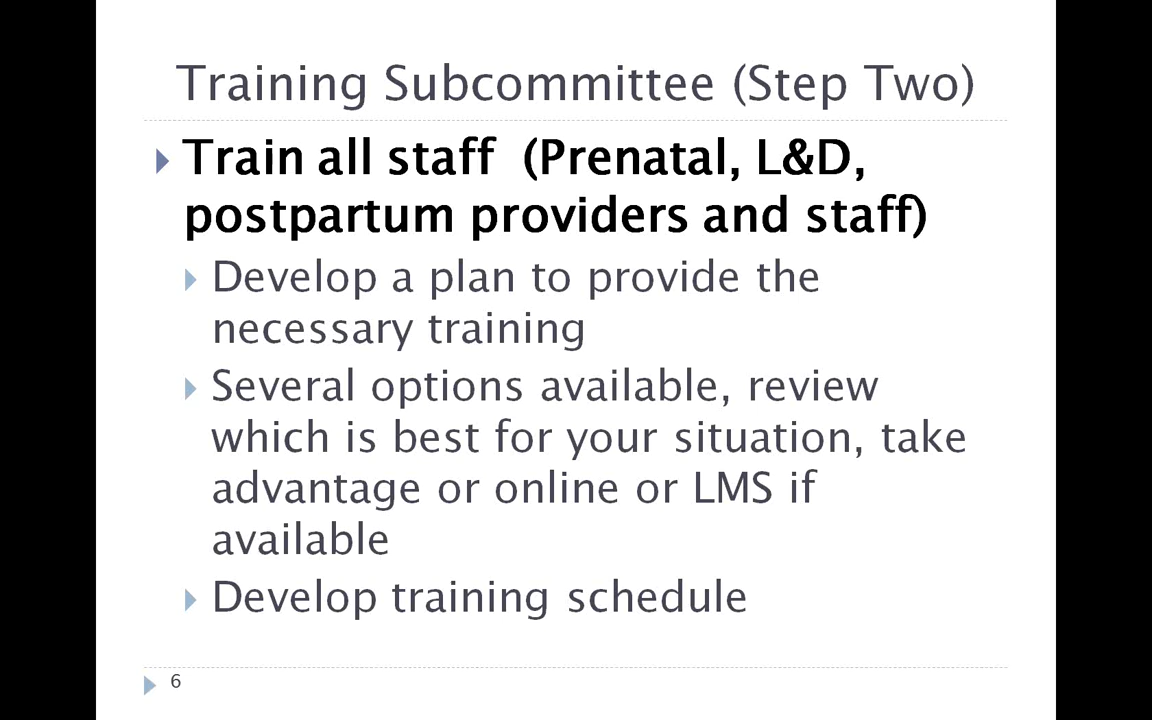 Training Subcommittee (Step Two)
Train all staff (Prenatal, L&D,
postpartum providers and staff)
Develop a plan to provide the
necessary training
Several options available, review
which is best for your situation, take
advantage or online or LMS if
available
Develop training schedule
6